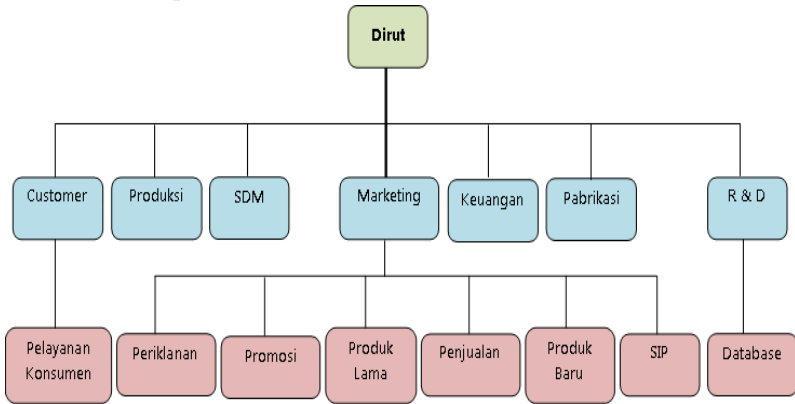 Dirut
Customer
Produksi
SDM
Marketing
Keuangan
Pabrikasi
R & D
Pelayanan
Konsumen
Periklanan
Promosi
Produk
Lama
Penjualan
Produk
Baru
SIP
Database